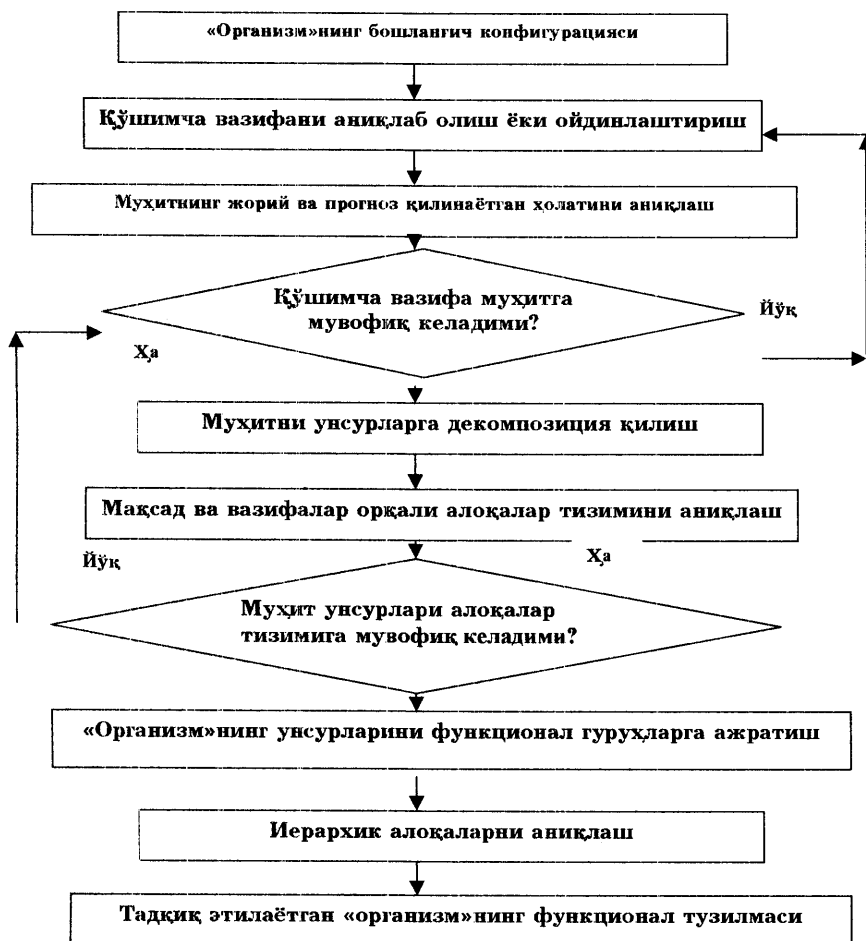 «Организм»нинг бошланғич конфигурацияси
Қўшимча вазифани аниқлаб олиш ёки ойдинлаштириш
Муҳитнинг жорий ва прогноз қилинаётган ҳолатини аниқлаш
Қўшимча вазифа муҳитга
мувофиқ келадими?
Йўқ
Ҳа
Муҳитни унсурларга декомпозиция қилиш
Мақсад ва вазифалар орқали алоқалар тизимини аниқлаш
Йўқ
Ҳа
Муҳит унсурлари алоқалар
тизимига мувофиқ келадими?
«Организм»нинг унсурларини функционал гуруҳларга ажратиш
Иерархик алоқаларни аниқлаш
Тадқиқ этилаётган «организм»нинг функционал тузилмаси